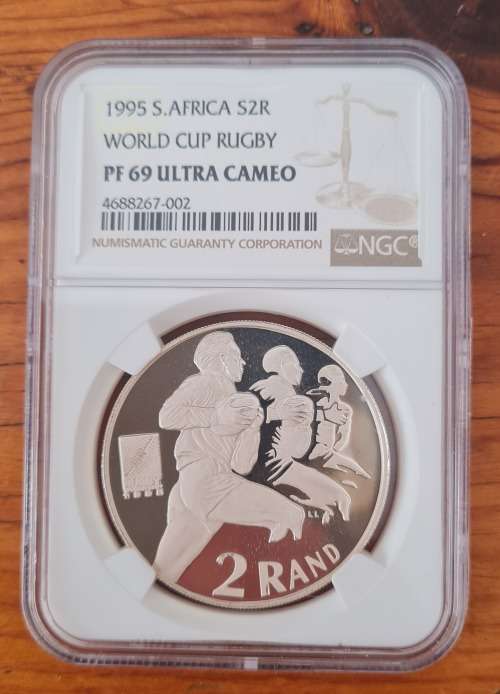 1995 S.AFRICA S2R
WORLD CUP RUGBY
PF 69 ULTRA CAMEO
4688267-002
NUMISMATIC GUARANTY CORPORATION
NGC®
2 RAND